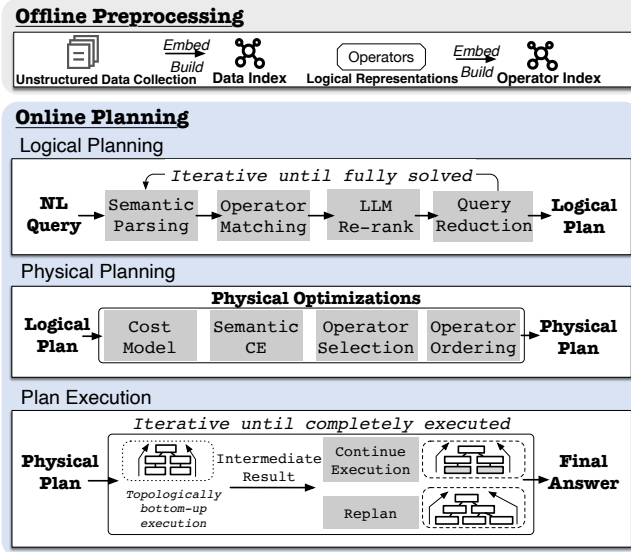 Offline Preprocessing
Embed
Build
Unstructured Data Collection
Data Index
Operators
Logical Representations
Embed
Build
Operator Index
Online Planning
Logical Planning
Iterative until fully solved
NL
Query
Semantic
Parsing
Operator
Matching
LLM
Re-rank
Query
Reduction
Logical
Plan
Physical Planning
Physical Optimizations
Logical
Plan
Cost
Model
Semantic
CE
Operator
Selection
Operator
Ordering
Physical
Plan
Plan Execution
Iterative until completely executed
Physical
Plan
Topologically
bottom-up
execution
Intermediate
Result
Continue
Execution
Replan
Final
Answer